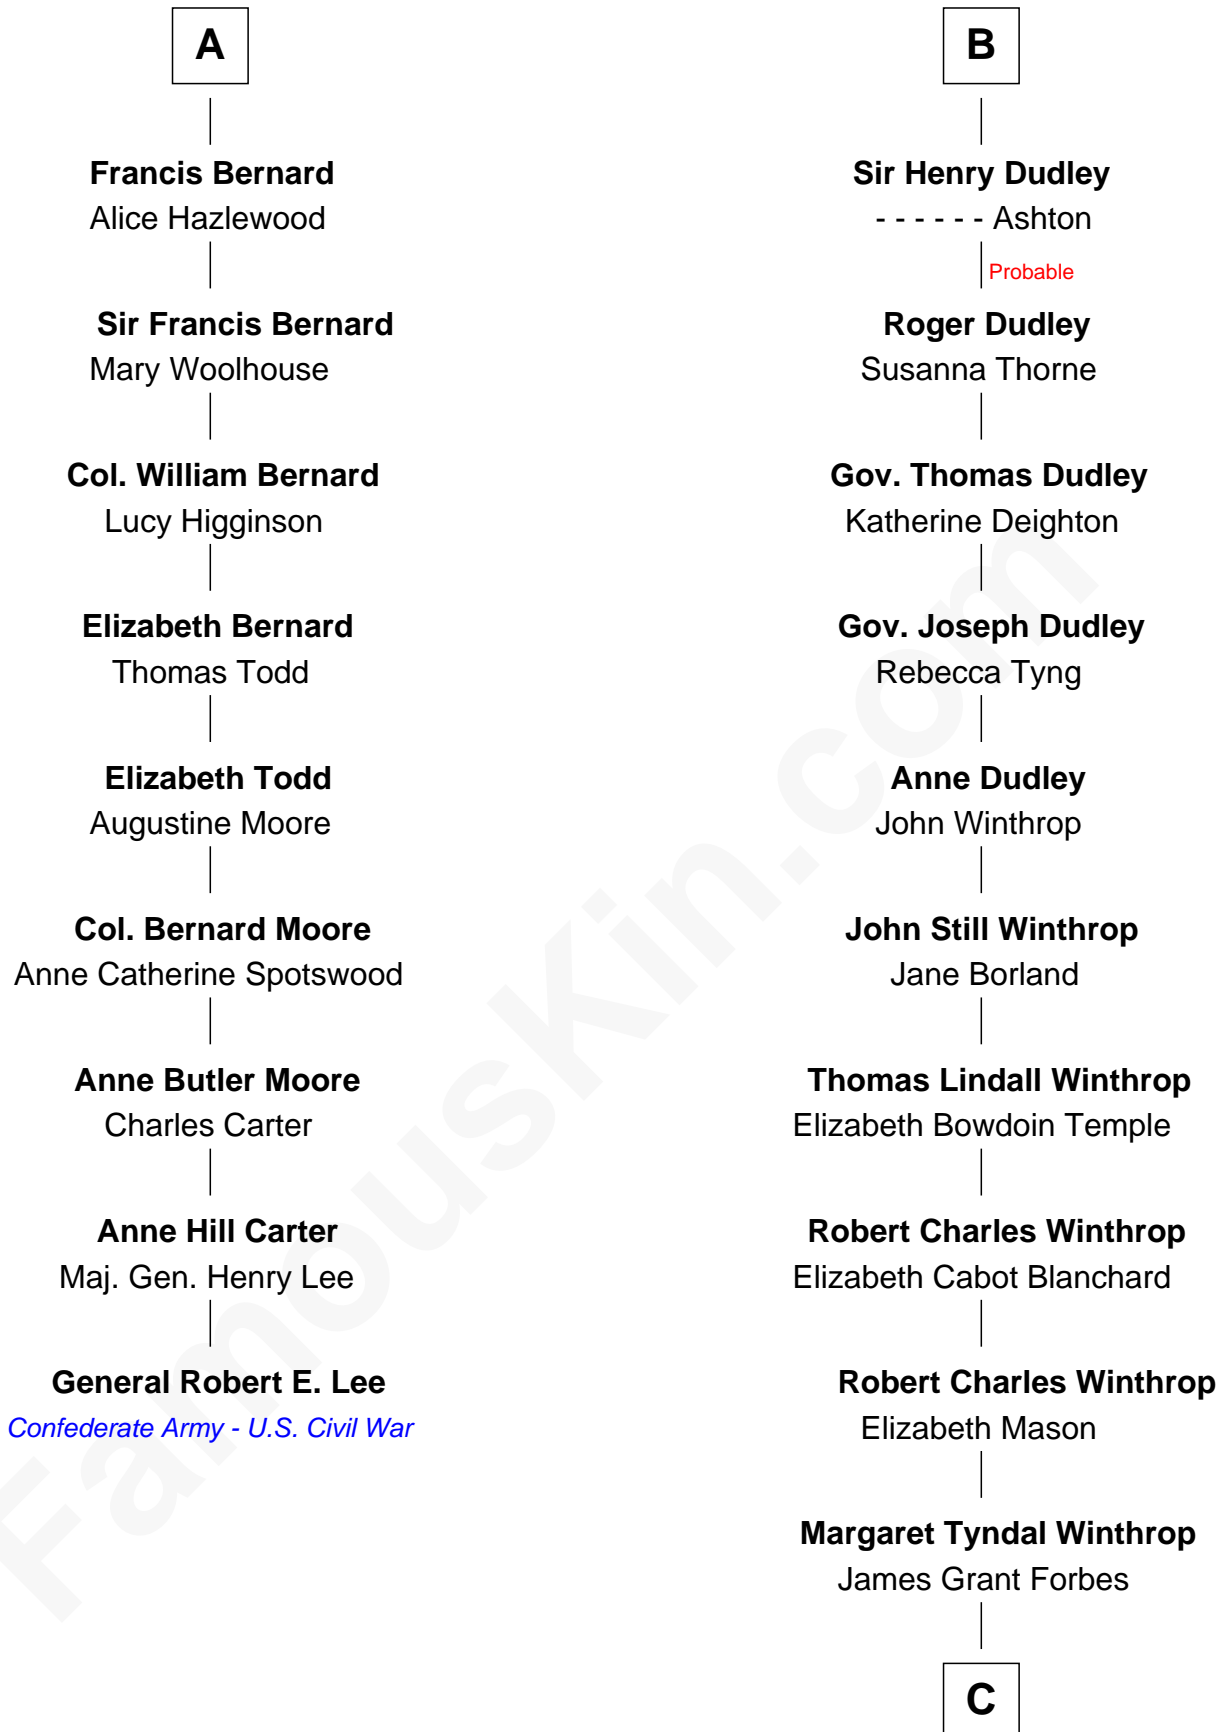 A
Francis Bernard
Alice Hazlewood
Sir Francis Bernard
Mary Woolhouse
Col. William Bernard
Lucy Higginson
Elizabeth Bernard
Thomas Todd
Elizabeth Todd
Augustine Moore
Col. Bernard Moore
Anne Catherine Spotswood
Anne Butler Moore
Charles Carter
Anne Hill Carter
Maj. Gen. Henry Lee
General Robert E. Lee
Confederate Army - U.S. Civil War
B
Sir Henry Dudley
- - - - - - Ashton
Probable
Roger Dudley
Susanna Thorne
Gov. Thomas Dudley
Katherine Deighton
Gov. Joseph Dudley
Rebecca Tyng
Anne Dudley
John Winthrop
John Still Winthrop
Jane Borland
Thomas Lindall Winthrop
Elizabeth Bowdoin Temple
Robert Charles Winthrop
Elizabeth Cabot Blanchard
Robert Charles Winthrop
Elizabeth Mason
Margaret Tyndal Winthrop
James Grant Forbes
C
FamousKin.com